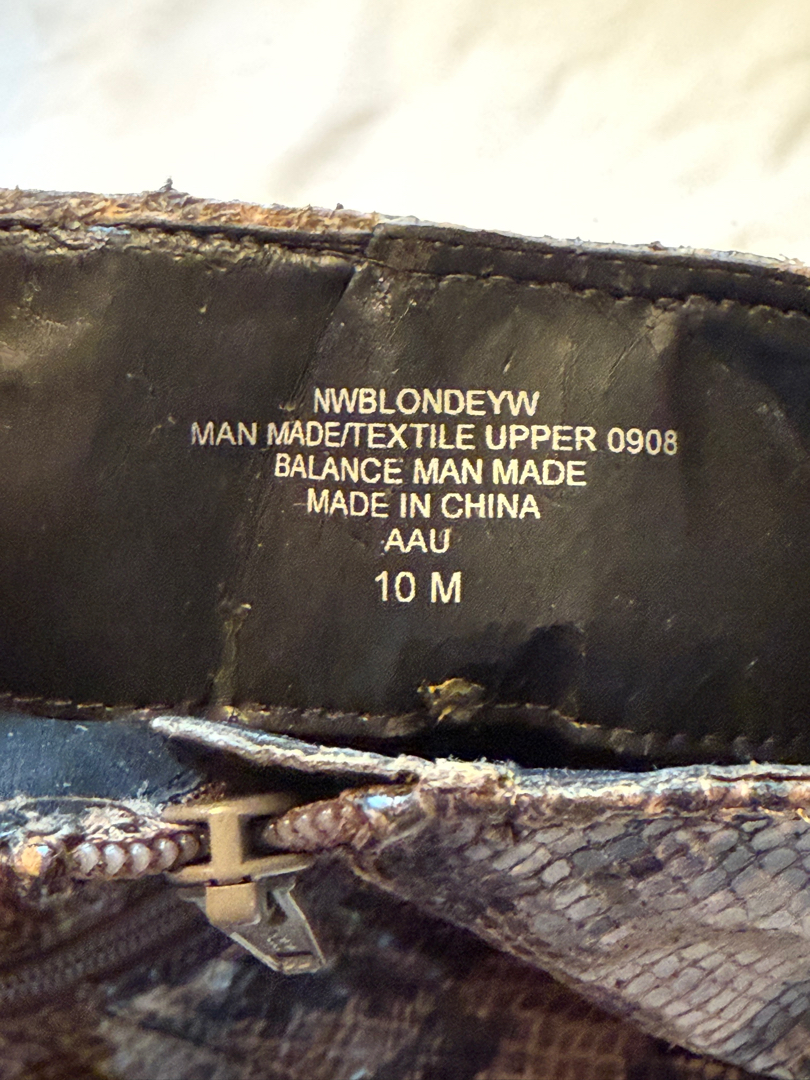 NWBLONDEYW
MAN MADE/TEXTILE UPPER 0908
BALANCE MAN MADE
MADE IN CHINA
AAU
10 M